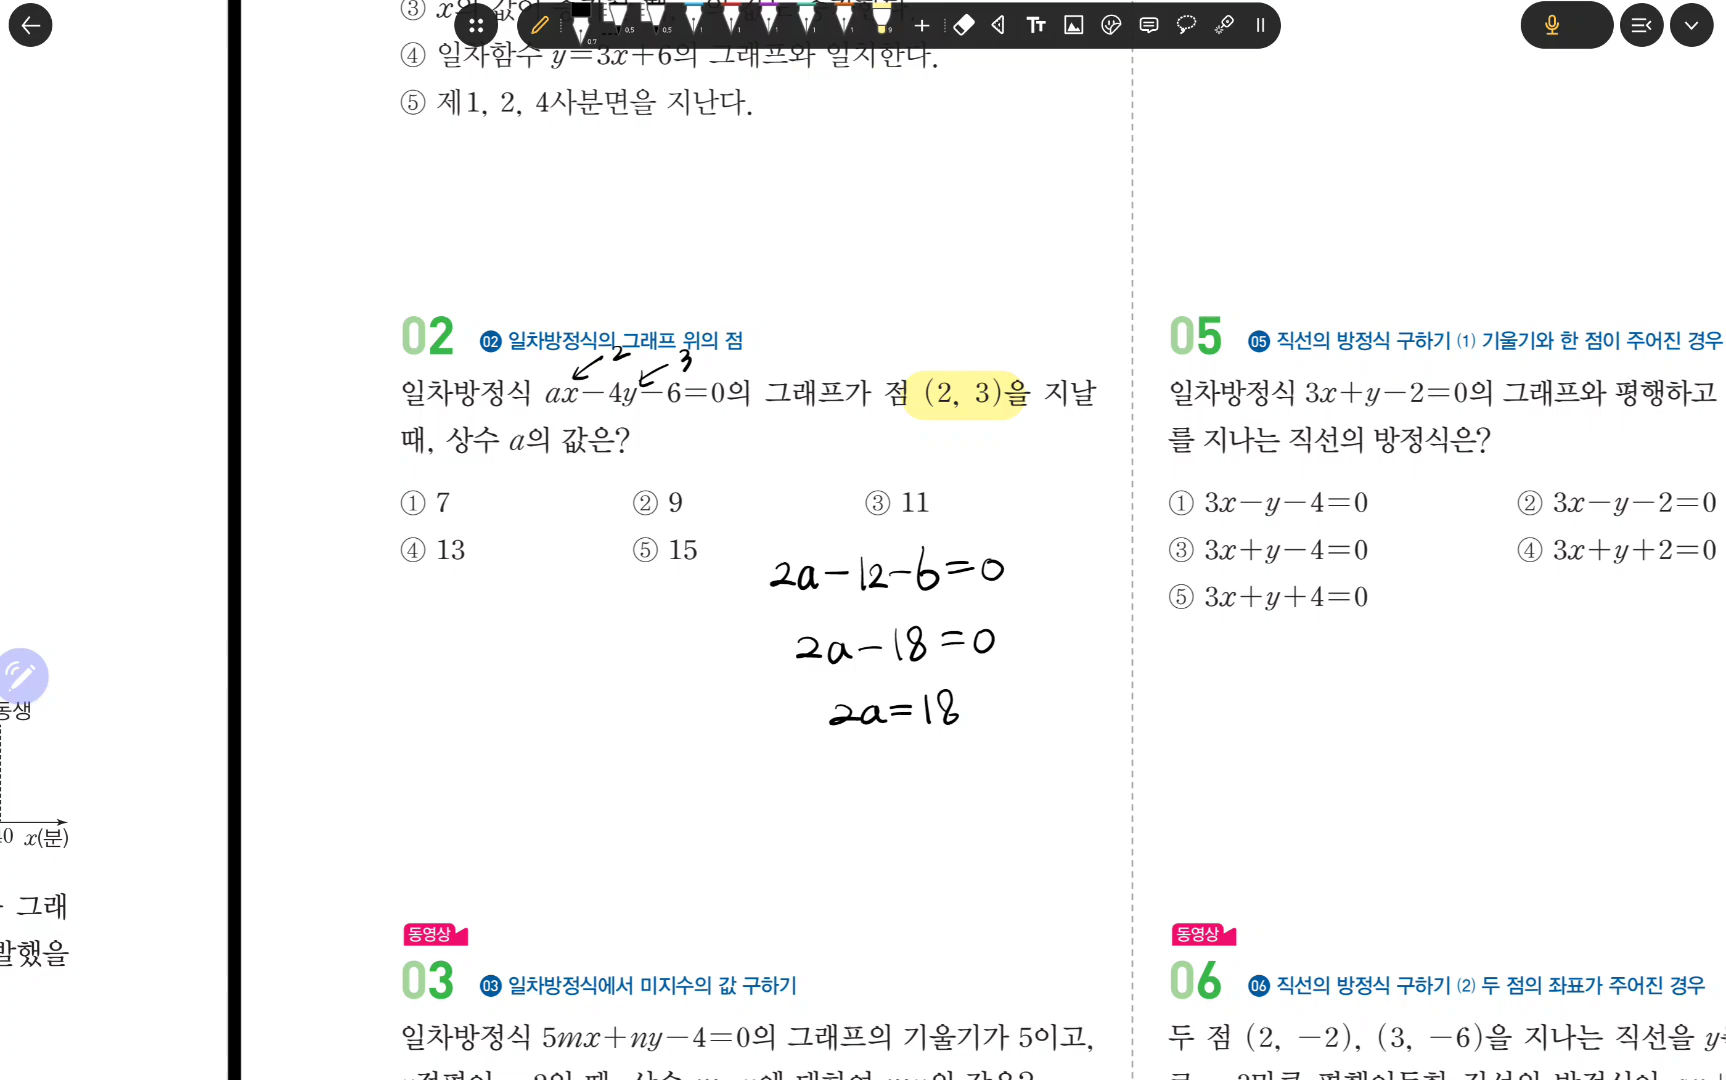 ④ 일차함수 y=3x+6의 그래프와 일치한다.
⑤ 제1, 2, 4사분면을 지난다.
02 02 일차방정식의 그래프 위의 점
2 3
일차방정식 ax-4y-6=0의 그래프가 점 (2, 3)을 지날
때, 상수 a의 값은?
① 7 ② 9 ③ 11
④ 13 ⑤ 15
2a-12-6=0
2a-18=0
2a=18
동영상
03 03 일차방정식에서 미지수의 값 구하기
일차방정식 5mx+ny-4=0의 그래프의 기울기가 5이고,
05 05 직선의 방정식 구하기 (1) 기울기와 한 점이 주어진 경우
일차방정식 3x+y-2=0의 그래프와 평행하고
를 지나는 직선의 방정식은?
① 3x-y-4=0 ② 3x-y-2=0
③ 3x+y-4=0 ④ 3x+y+2=0
⑤ 3x+y+4=0
동영상
06 06 직선의 방정식 구하기 (2) 두 점의 좌표가 주어진 경우
두 점 (2, -2), (3, -6)을 지나는 직선을 y
동생
x(분)
그래
발했을